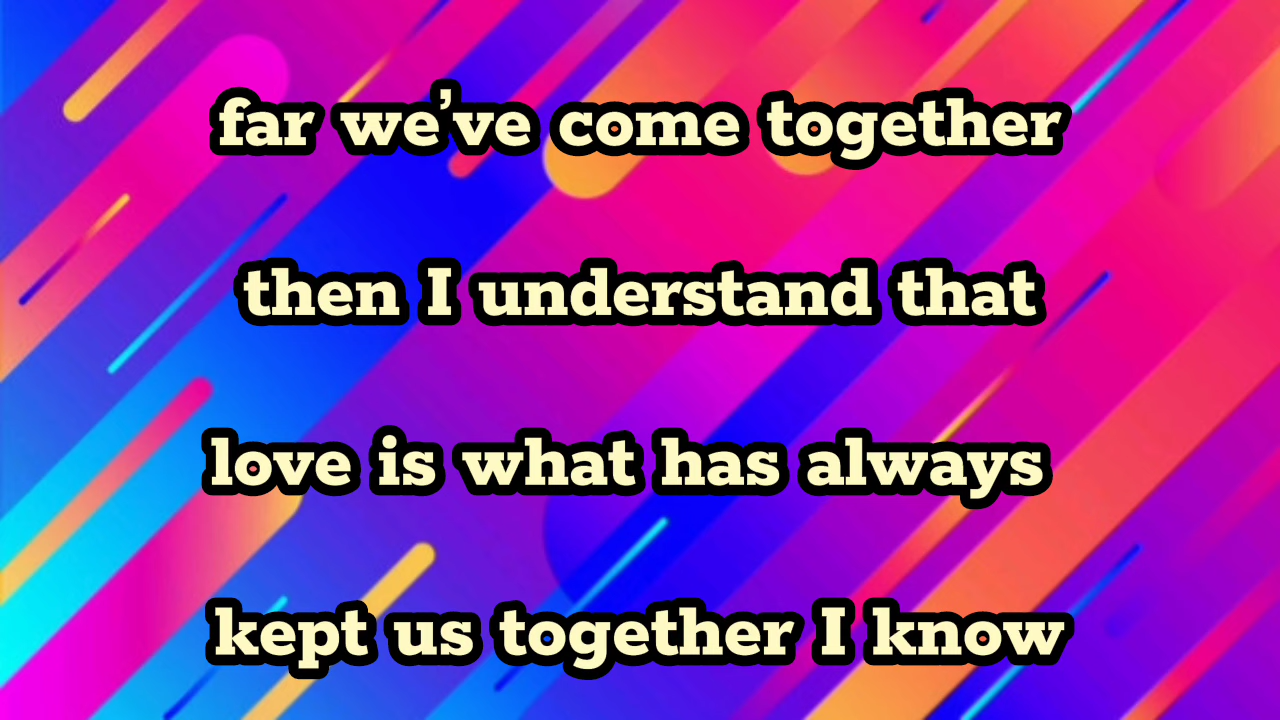 far we’ve come together
then I understand that
love is what has always
kept us together I know